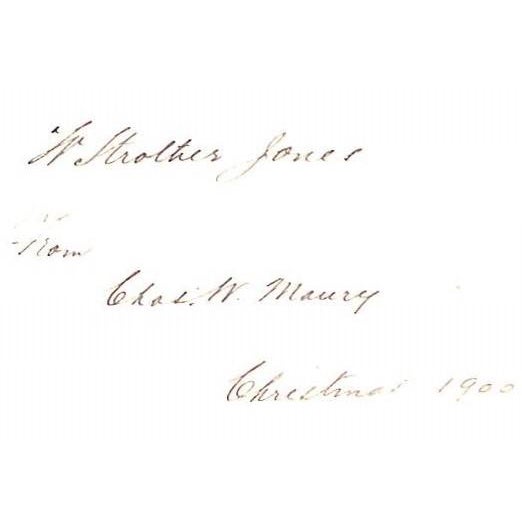 W Strother Jones
From
Chas. W. Maury
Christmas 1900